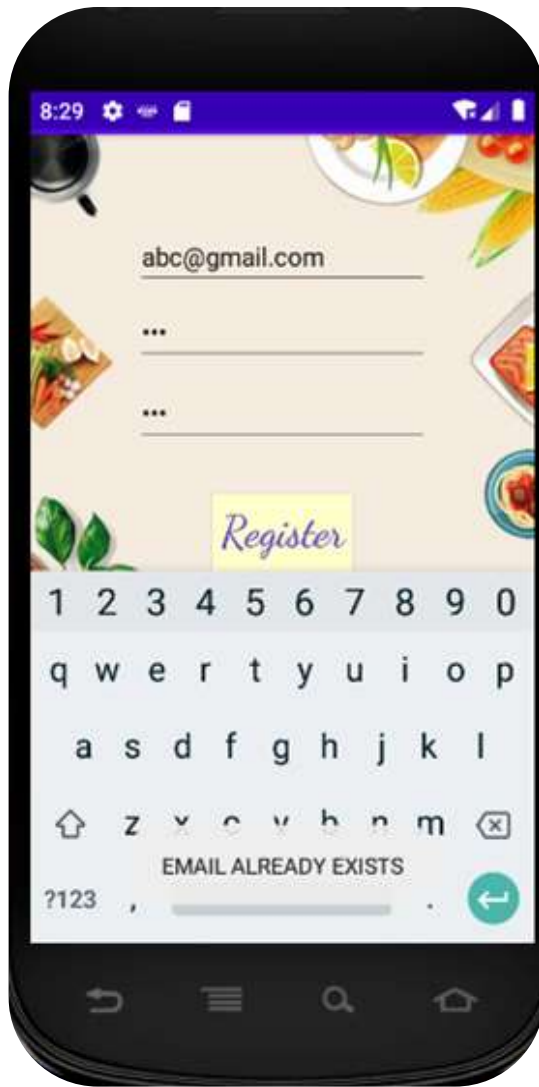 8:29
abc@gmail.com
•••
•••
Register
1 2 3 4 5 6 7 8 9 0
q w e r t y u i o p
a s d f g h j k l
z x c v b n m
EMAIL ALREADY EXISTS
?123 , .